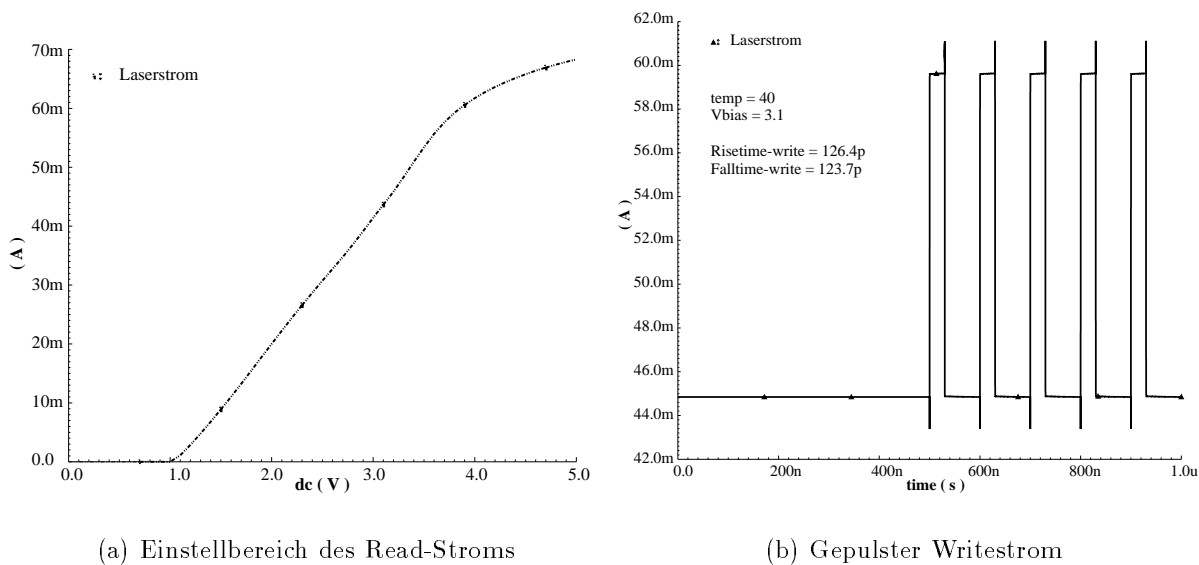 70m
60m
50m
40m
30m
20m
10m
0.0
( A )
Laserstrom
0.0 1.0 2.0 3.0 4.0 5.0
dc ( V )
(a) Einstellbereich des Read-Stroms
62.0m
60.0m
58.0m
56.0m
54.0m
52.0m
50.0m
48.0m
46.0m
44.0m
42.0m
( A )
Laserstrom
temp = 40
Vbias = 3.1
Risetime-write = 126.4p
Falltime-write = 123.7p
0.0 200n 400n 600n 800n 1.0u
time ( s )
(b) Gepulster Writestrom